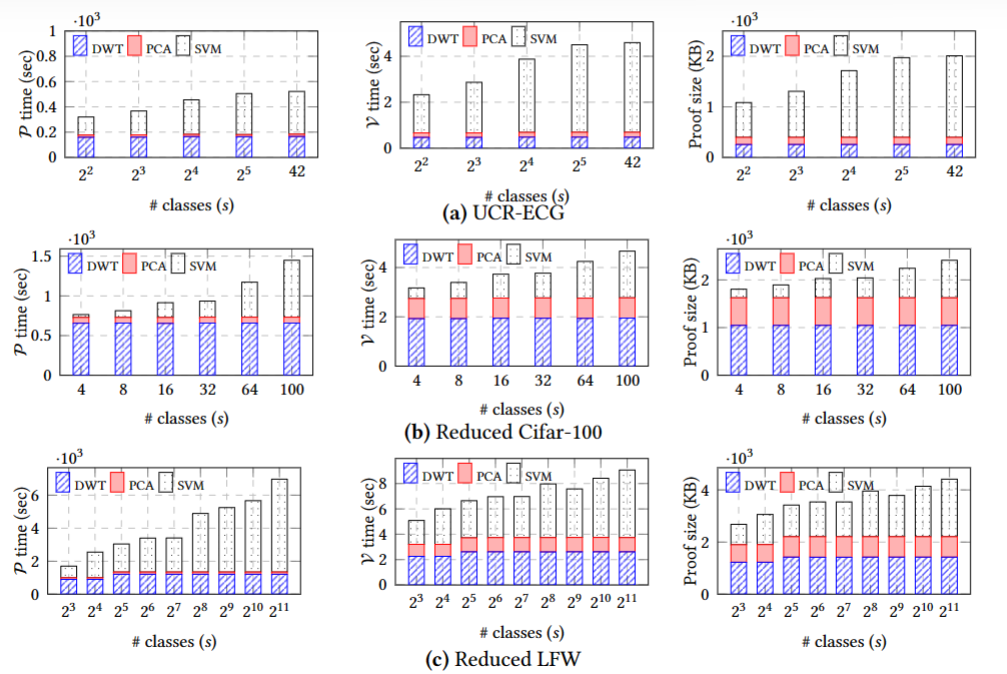 ·10³
P time (sec)
1
0.8
0.6
0.4
0.2
0
DWT PCA SVM
2² 2³ 2⁴ 2⁵ 42
# classes (s)
V time (sec)
4
2
0
DWT PCA SVM
2² 2³ 2⁴ 2⁵ 42
# classes (s)
·10³
Proof size (KB)
2
1
0
DWT PCA SVM
2² 2³ 2⁴ 2⁵ 42
# classes (s)
(a) UCR-ECG
·10³
P time (sec)
1.5
1
0.5
0
DWT PCA SVM
4 8 16 32 64 100
# classes (s)
V time (sec)
4
2
0
DWT PCA SVM
4 8 16 32 64 100
# classes (s)
·10³
Proof size (KB)
2
1
0
DWT PCA SVM
4 8 16 32 64 100
# classes (s)
(b) Reduced Cifar-100
P time (sec)
6
4
2
0
DWT PCA SVM
2³ 2⁴ 2⁵ 2⁶ 2⁷ 2⁸ 2⁹ 2¹⁰ 2¹¹
# classes (s)
V time (sec)
8
6
4
2
0
DWT PCA SVM
2³ 2⁴ 2⁵ 2⁶ 2⁷ 2⁸ 2⁹ 2¹⁰ 2¹¹
# classes (s)
·10³
Proof size (KB)
4
2
0
DWT PCA SVM
2³ 2⁴ 2⁵ 2⁶ 2⁷ 2⁸ 2⁹ 2¹⁰ 2¹¹
# classes (s)
(c) Reduced LFW